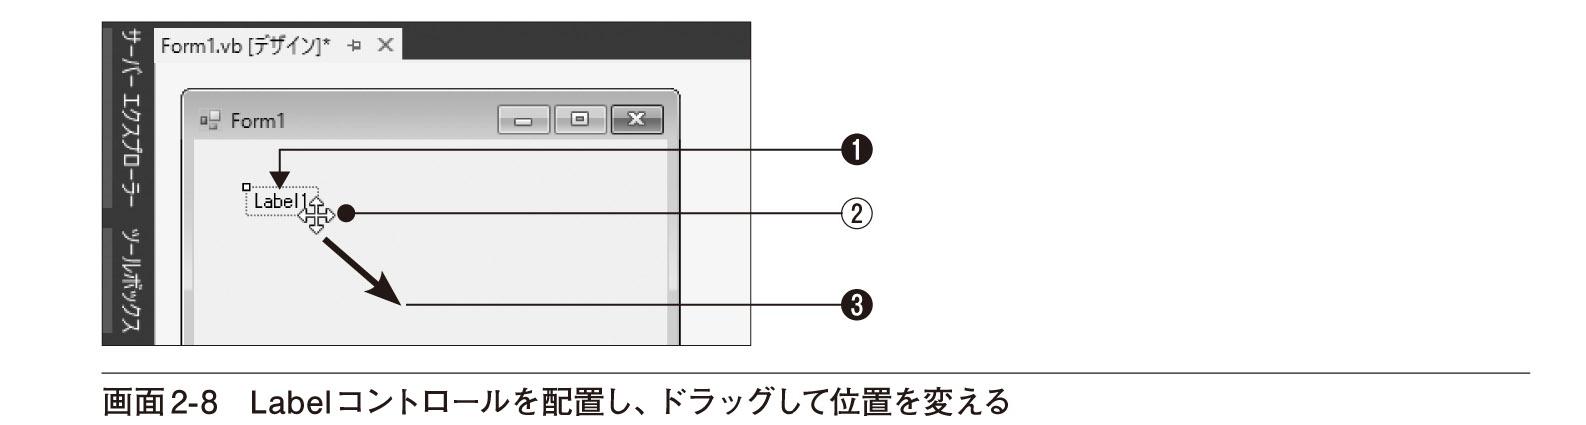 サーバー エクスプローラー
ツールボックス
Form1.vb [デザイン]*
Form1
❶
Label1
②
❸
画面2-8 Labelコントロールを配置し、ドラッグして位置を変える